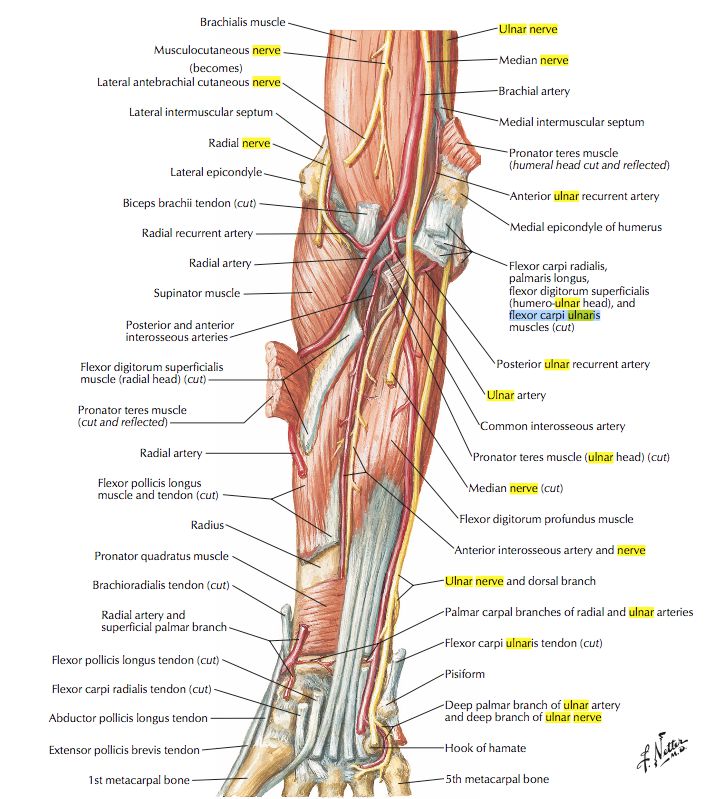 Brachialis muscle
Musculocutaneous nerve
(becomes)
Lateral antebrachial cutaneous nerve
Lateral intermuscular septum
Radial nerve
Lateral epicondyle
Biceps brachii tendon (cut)
Radial recurrent artery
Radial artery
Supinator muscle
Posterior and anterior
interosseous arteries
Flexor digitorum superficialis
muscle (radial head) (cut)
Pronator teres muscle
(cut and reflected)
Radial artery
Flexor pollicis longus
muscle and tendon (cut)
Radius
Pronator quadratus muscle
Brachioradialis tendon (cut)
Radial artery and
superficial palmar branch
Flexor pollicis longus tendon (cut)
Flexor carpi radialis tendon (cut)
Abductor pollicis longus tendon
Extensor pollicis brevis tendon
1st metacarpal bone
Ulnar nerve
Median nerve
Brachial artery
Medial intermuscular septum
Pronator teres muscle
(humeral head cut and reflected)
Anterior ulnar recurrent artery
Medial epicondyle of humerus
Flexor carpi radialis,
palmaris longus,
flexor digitorum superficialis
(humero-ulnar head), and
flexor carpi ulnaris
muscles (cut)
Posterior ulnar recurrent artery
Ulnar artery
Common interosseous artery
Pronator teres muscle (ulnar head) (cut)
Median nerve (cut)
Flexor digitorum profundus muscle
Anterior interosseous artery and nerve
Ulnar nerve and dorsal branch
Palmar carpal branches of radial and ulnar arteries
Flexor carpi ulnaris tendon (cut)
Pisiform
Deep palmar branch of ulnar artery
and deep branch of ulnar nerve
Hook of hamate
5th metacarpal bone
F. Netter
M.D.